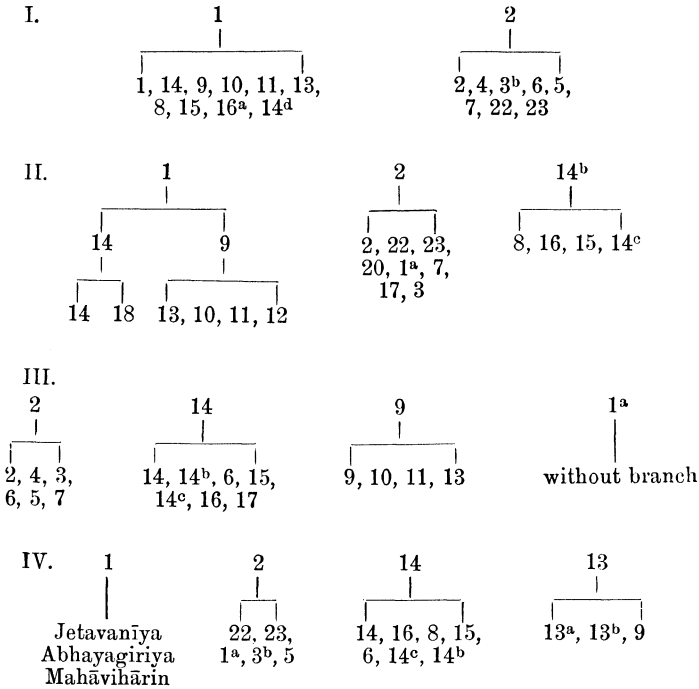 I. 1 2
1, 14, 9, 10, 11, 13, 2, 4, 3ᵇ, 6, 5,
8, 15, 16ᵃ, 14ᵈ 7, 22, 23
II. 1 2 14ᵇ
14 9 2, 22, 23, 8, 16, 15, 14ᶜ
20, 1ᵃ, 7,
14 18 13, 10, 11, 12 17, 3
III.
2 14 9 1ᵃ
2, 4, 3, 14, 14ᵇ, 6, 15, 9, 10, 11, 13 without branch
6, 5, 7 14ᶜ, 16, 17
IV. 1 2 14 13
Jetavanīya 22, 23, 14, 16, 8, 15, 13ᵃ, 13ᵇ, 9
Abhayagiriya 1ᵃ, 3ᵇ, 5 6, 14ᶜ, 14ᵇ
Mahāvihārin